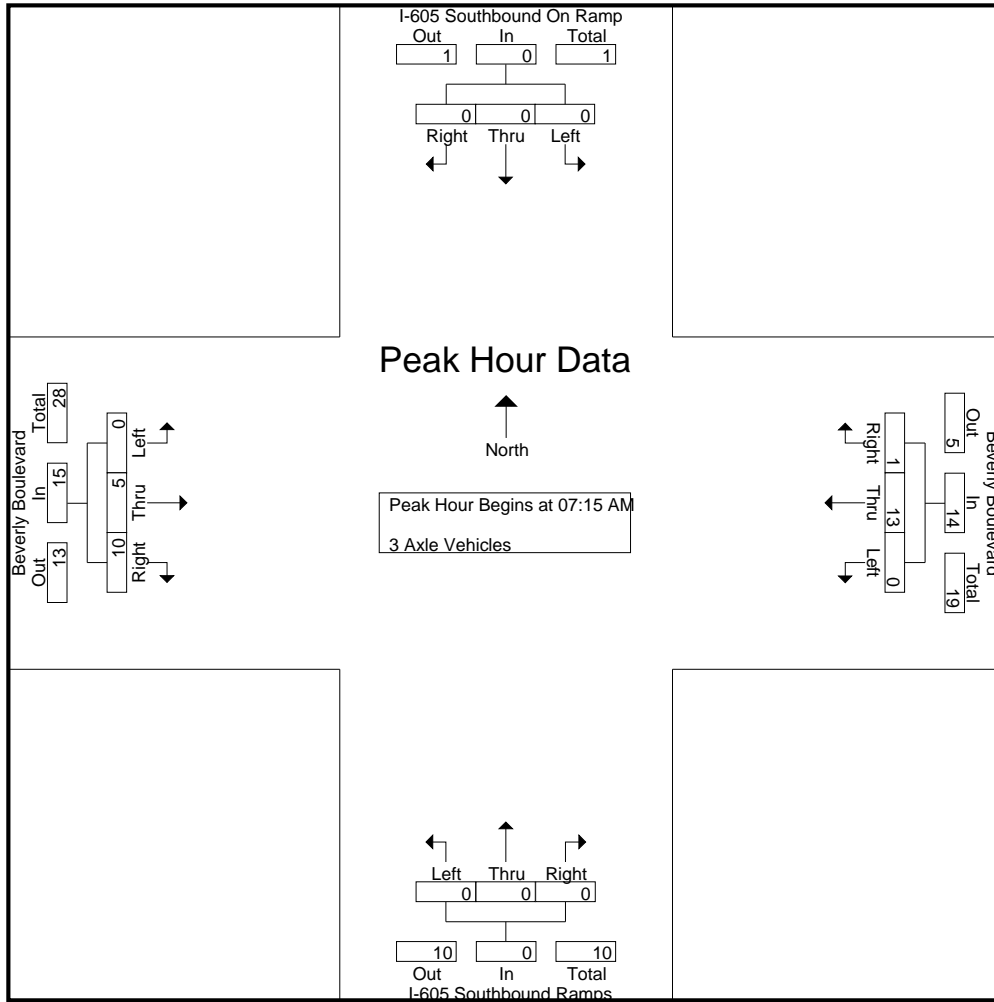 I-605 Southbound On Ramp
Out In Total
1 0 1
0 0 0
Right Thru Left
Peak Hour Data
North
Peak Hour Begins at 07:15 AM
3 Axle Vehicles
Beverly Boulevard
Total In Out
28 15 13
0 5 10
Left Thru Right
Right Thru Left
1 13 0
Out In Total
5 14 19
Beverly Boulevard
Left Thru Right
0 0 0
10 0 10
Out In Total
I-605 Southbound Ramps